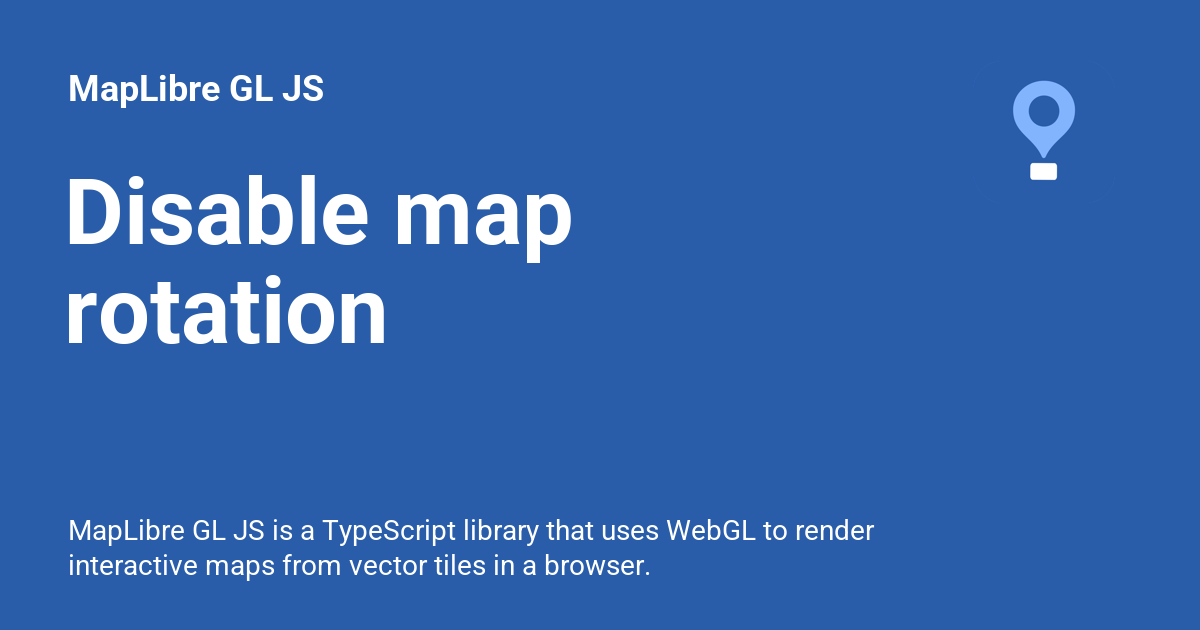 MapLibre GL JS
Disable map
rotation
MapLibre GL JS is a TypeScript library that uses WebGL to render
interactive maps from vector tiles in a browser.